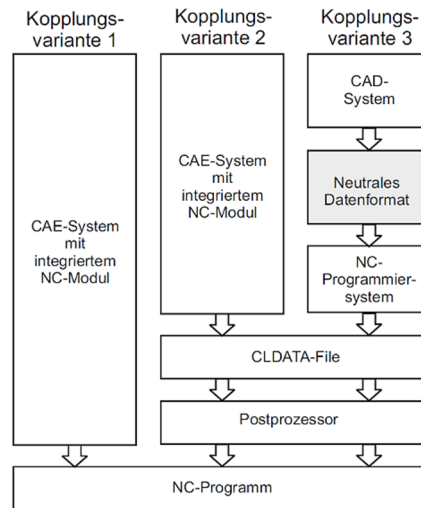 Kopplungs-
variante 1
Kopplungs-
variante 2
Kopplungs-
variante 3
CAE-System
mit
integriertem
NC-Modul
CAE-System
mit
integriertem
NC-Modul
CAD-
System
Neutrales
Datenformat
NC-
Programmier-
system
CLDATA-File
Postprozessor
NC-Programm